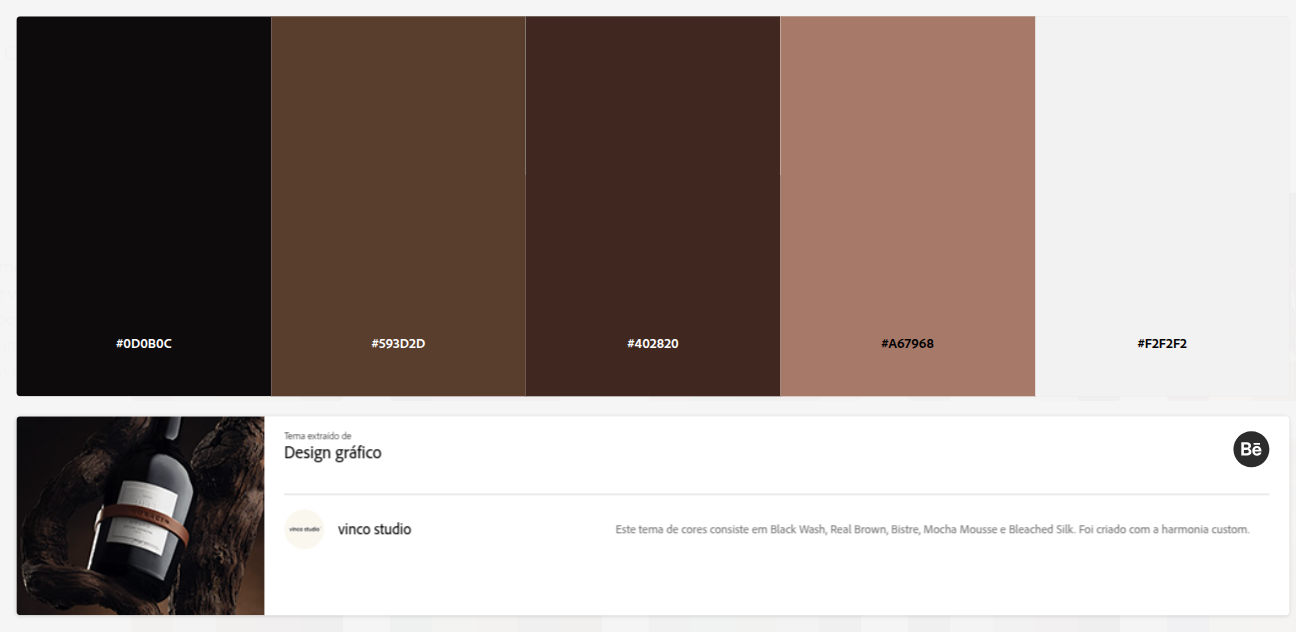 #0D0B0C
#593D2D
#402820
#A67968
#F2F2F2
Tema extraído de
Design gráfico
Bē
vinco studio
vinco studio
Este tema de cores consiste em Black Wash, Real Brown, Bistre, Mocha Mousse e Bleached Silk. Foi criado com a harmonia custom.